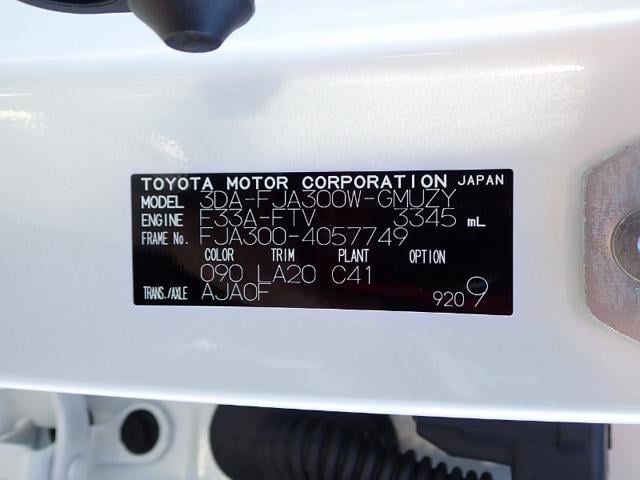 TOYOTA MOTOR CORPORATION JAPAN
MODEL 3DA-FJA300W-GMUZY
ENGINE F33A-FTV 3345 mL
FRAME No. FJA300-4057749
COLOR TRIM PLANT OPTION
090 LA20 C41
TRANS./AXLE AJA0F
9209